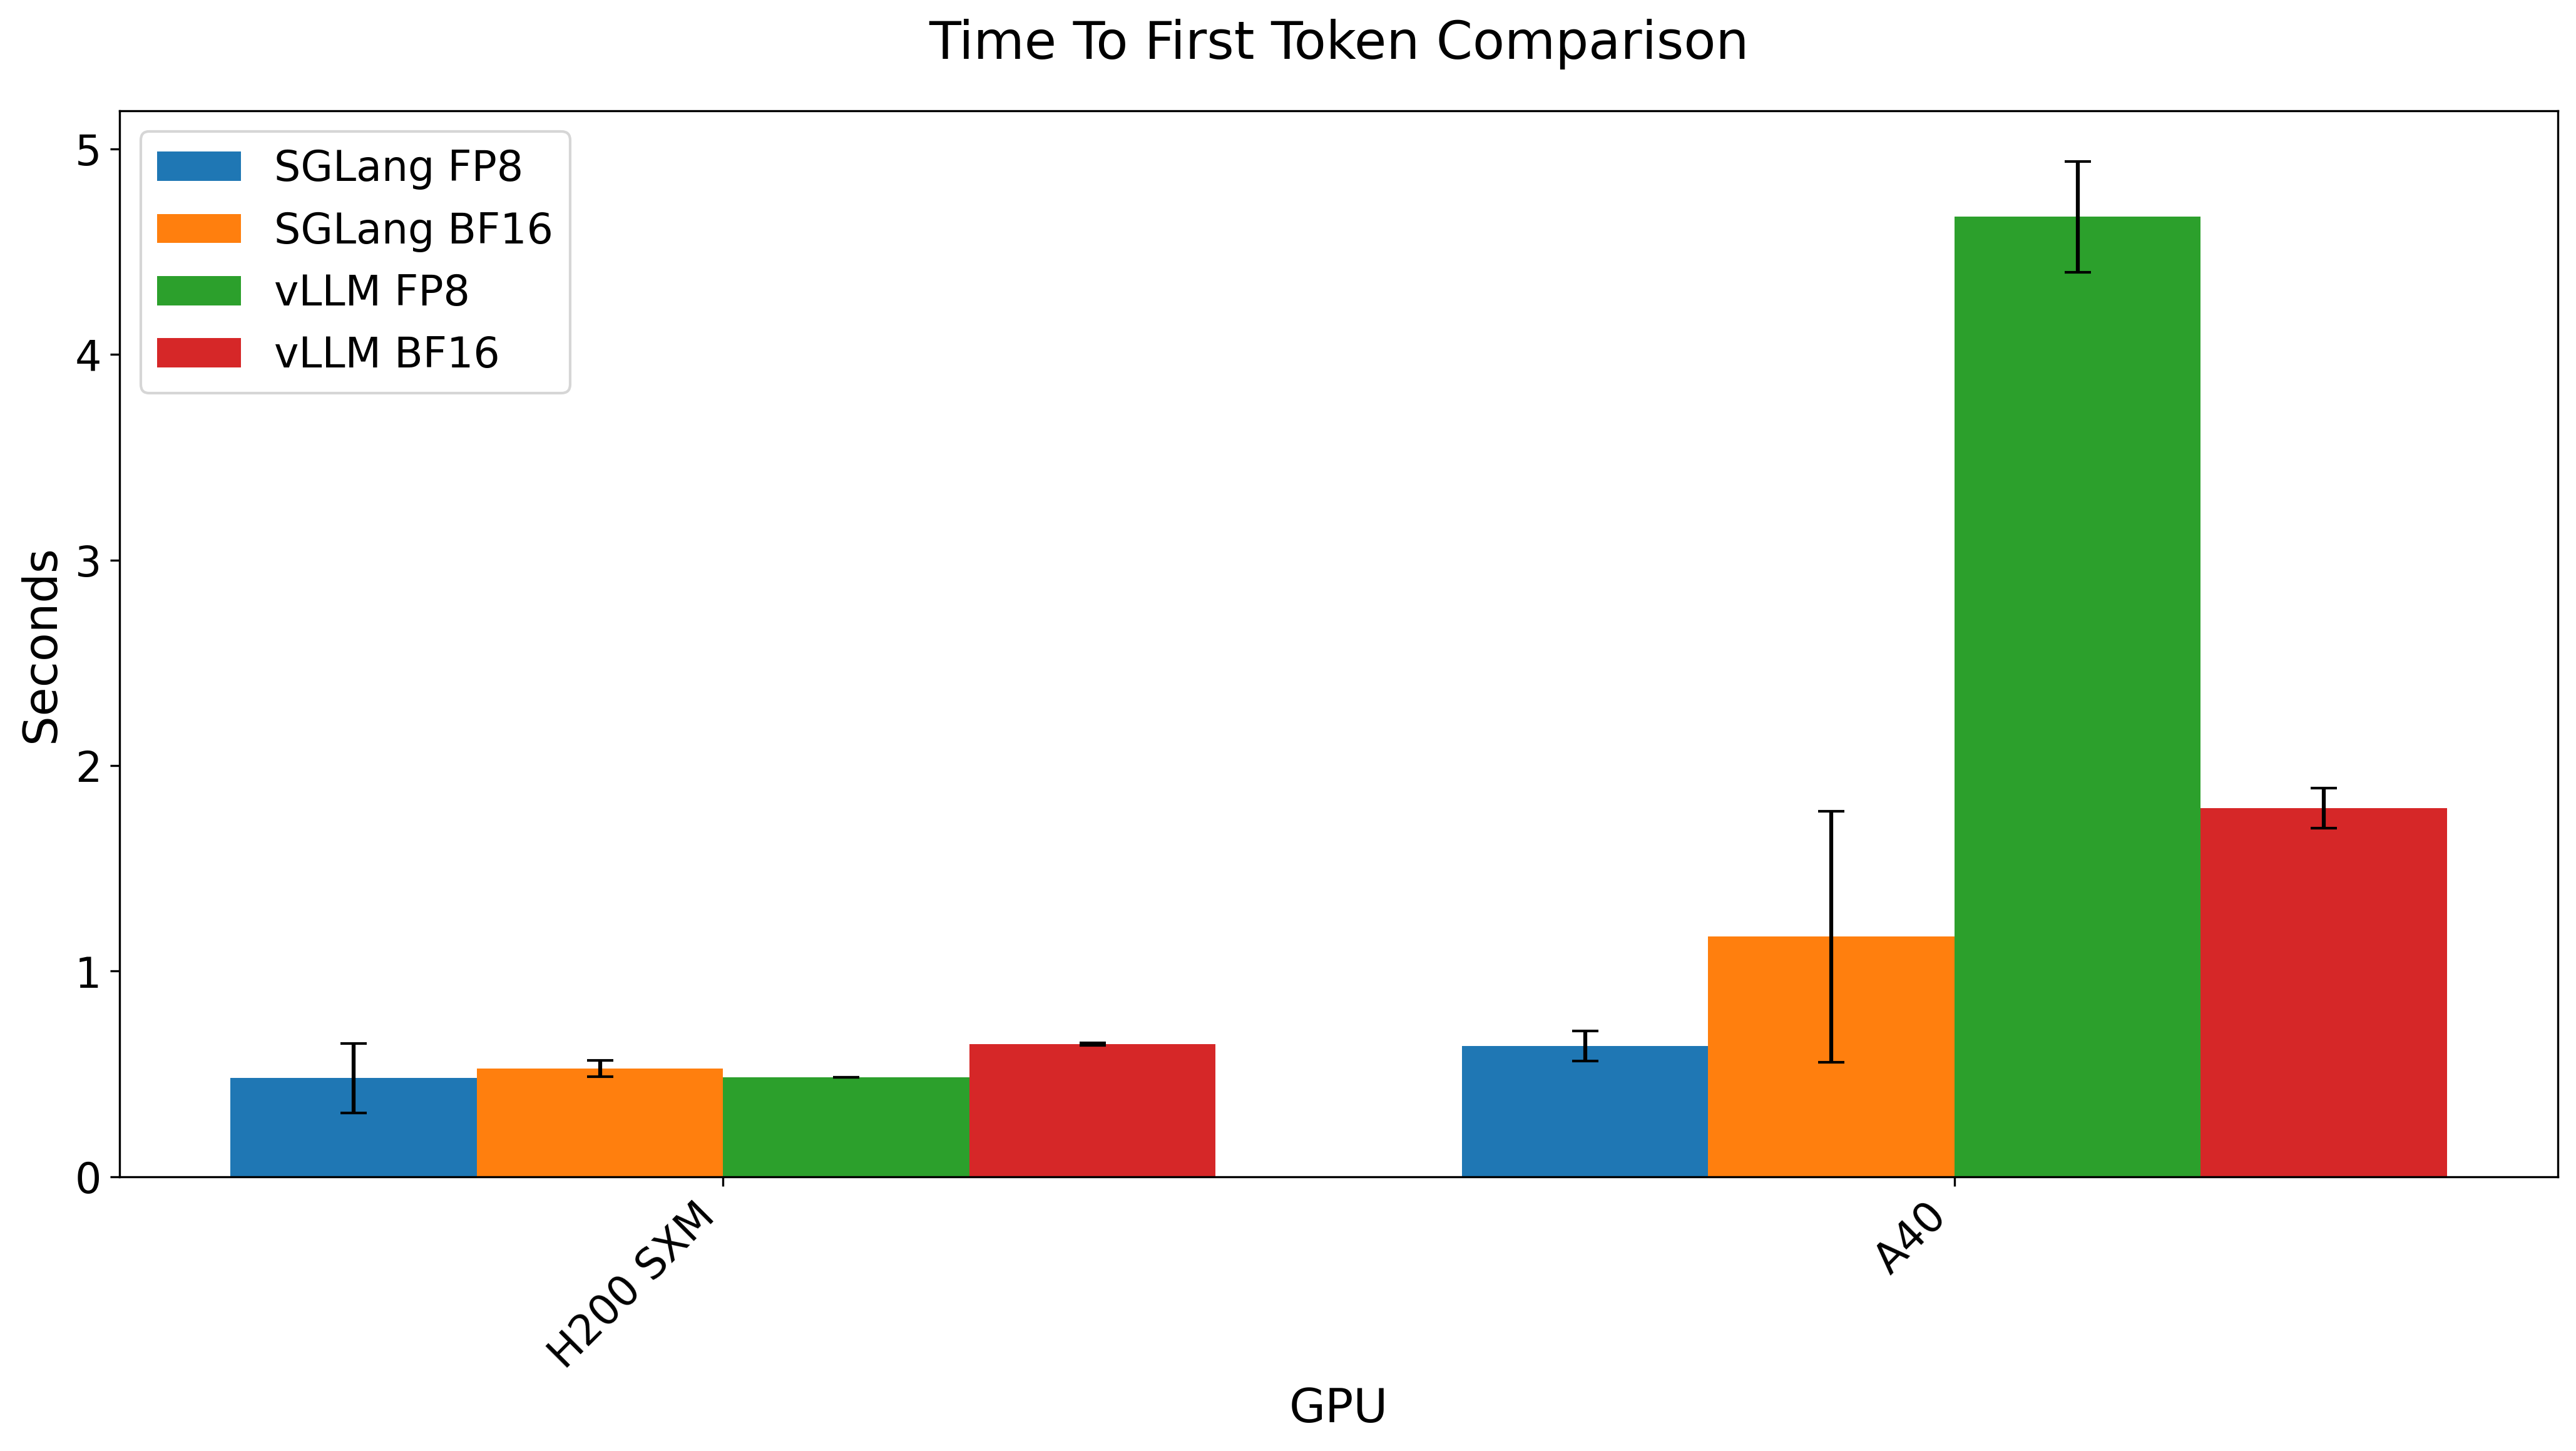 Time To First Token Comparison
SGLang FP8
SGLang BF16
vLLM FP8
vLLM BF16
Seconds
5
4
3
2
1
0
H200 SXM
A40
GPU